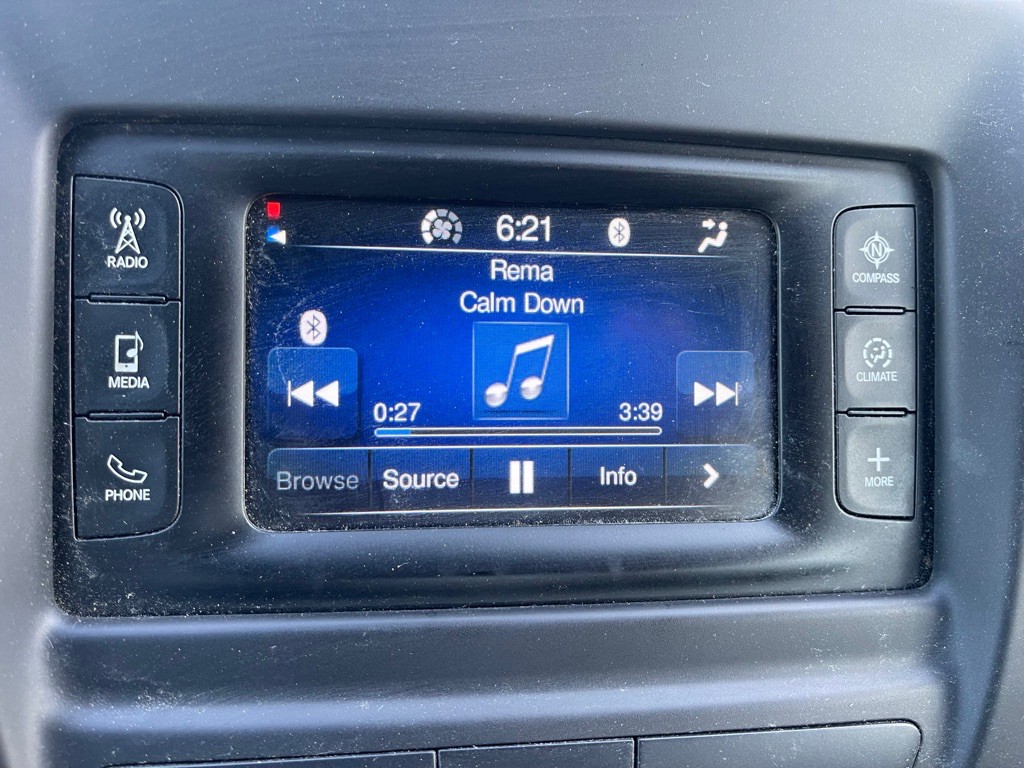 RADIO
MEDIA
PHONE
6:21
Rema
Calm Down
0:27
3:39
Browse
Source
Info
N
COMPASS
CLIMATE
MORE